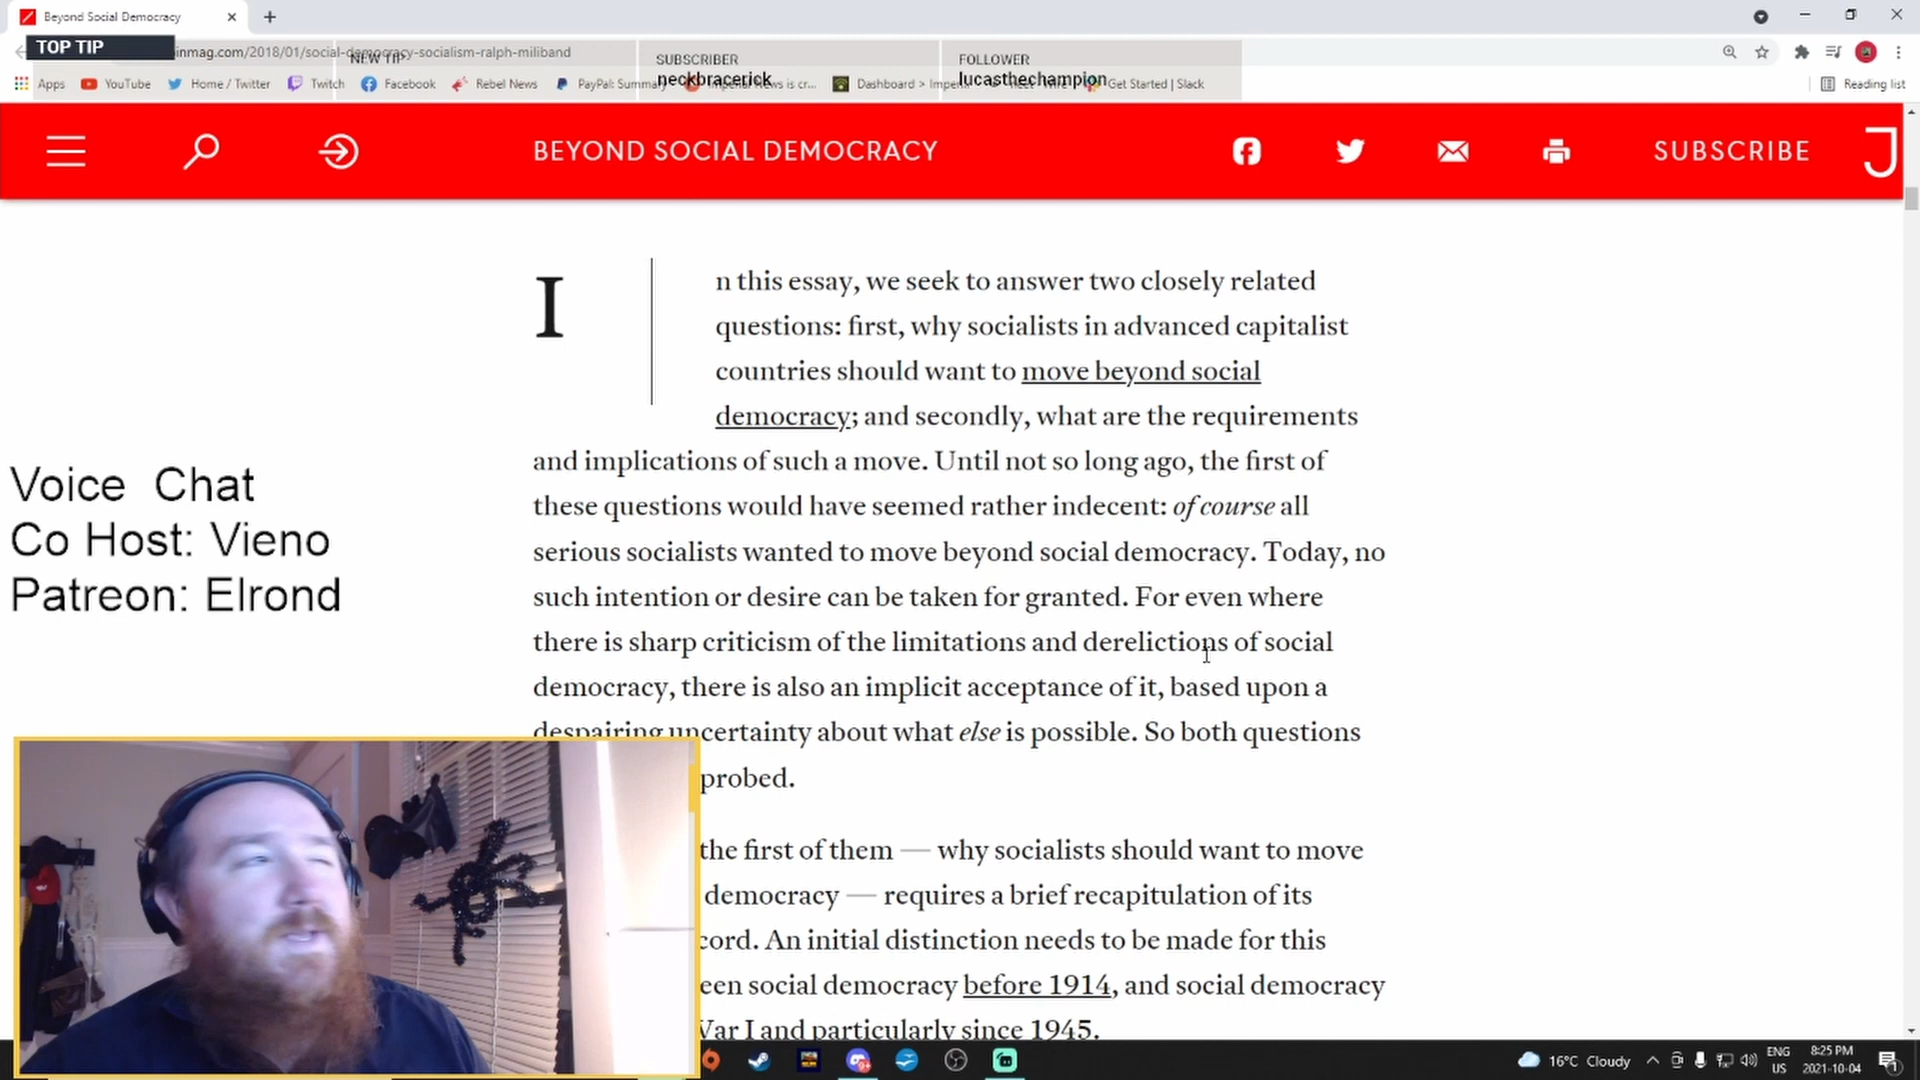 Beyond Social Democracy
TOP TIP
inmag.com/2018/01/social-democracy-socialism-ralph-miliband
NEW TIP
SUBSCRIBER
neckbracerick
FOLLOWER
lucasthechampion
Apps
YouTube
Home / Twitter
Twitch
Facebook
Rebel News
PayPal: Summary
Dashboard > Imper...
Get Started | Slack
Reading list
BEYOND SOCIAL DEMOCRACY
SUBSCRIBE
J
I
n this essay, we seek to answer two closely related
questions: first, why socialists in advanced capitalist
countries should want to move beyond social
democracy; and secondly, what are the requirements
and implications of such a move. Until not so long ago, the first of
these questions would have seemed rather indecent: of course all
serious socialists wanted to move beyond social democracy. Today, no
such intention or desire can be taken for granted. For even where
there is sharp criticism of the limitations and derelictions of social
democracy, there is also an implicit acceptance of it, based upon a
despairing uncertainty about what else is possible. So both questions
probed.
the first of them — why socialists should want to move
democracy — requires a brief recapitulation of its
cord. An initial distinction needs to be made for this
een social democracy before 1914, and social democracy
War I and particularly since 1945.
Voice Chat
Co Host: Vieno
Patreon: Elrond
16°C Cloudy
ENG
US
8:25 PM
2021-10-04
1